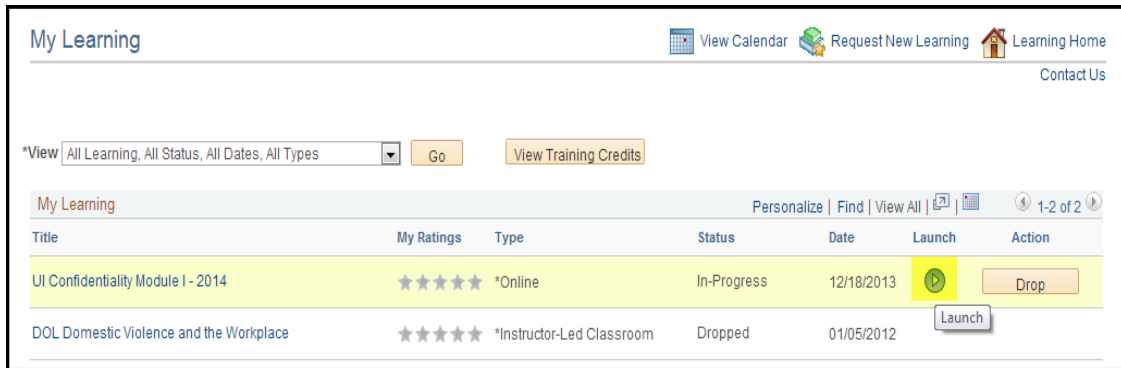 My Learning
View Calendar Request New Learning Learning Home
Contact Us
*View All Learning, All Status, All Dates, All Types Go View Training Credits
My Learning Personalize | Find | View All | | 1-2 of 2
Title My Ratings Type Status Date Launch Action
UI Confidentiality Module I - 2014 *Online In-Progress 12/18/2013 Drop
Launch
DOL Domestic Violence and the Workplace *Instructor-Led Classroom Dropped 01/05/2012